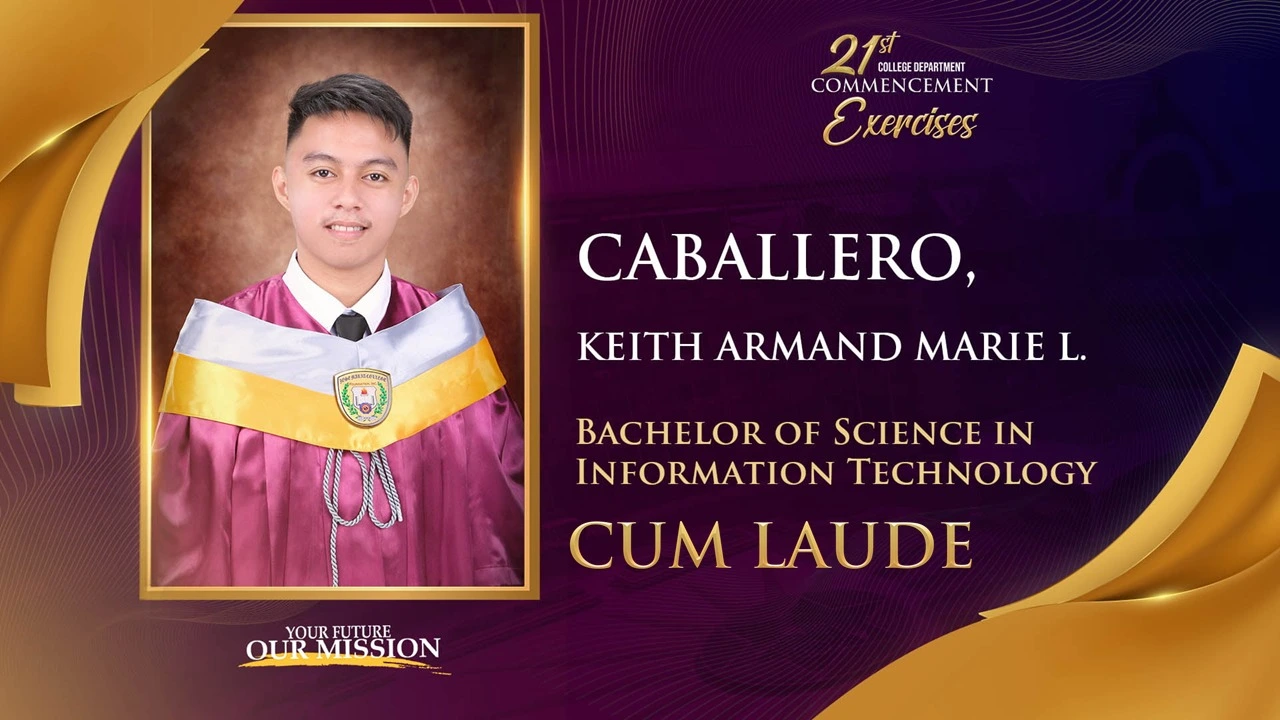 21st
COLLEGE DEPARTMENT
COMMENCEMENT
Exercises
CABALLERO,
KEITH ARMAND MARIE L.
BACHELOR OF SCIENCE IN
INFORMATION TECHNOLOGY
CUM LAUDE
YOUR FUTURE
OUR MISSION